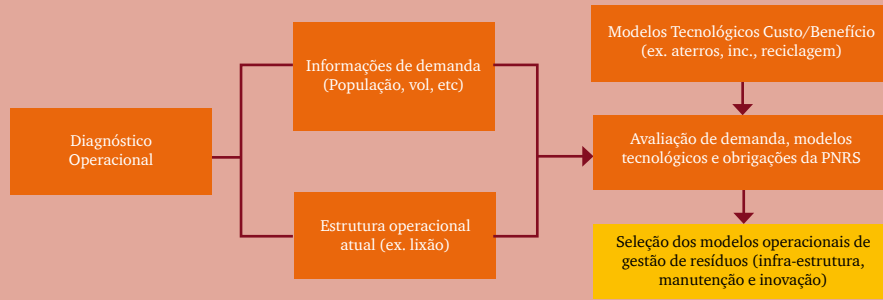 Diagnóstico
Operacional
Informações de demanda
(População, vol, etc)
Estrutura operacional
atual (ex. lixão)
Modelos Tecnológicos Custo/Benefício
(ex. aterros, inc., reciclagem)
Avaliação de demanda, modelos
tecnológicos e obrigações da PNRS
Seleção dos modelos operacionais de
gestão de resíduos (infra-estrutura,
manutenção e inovação)